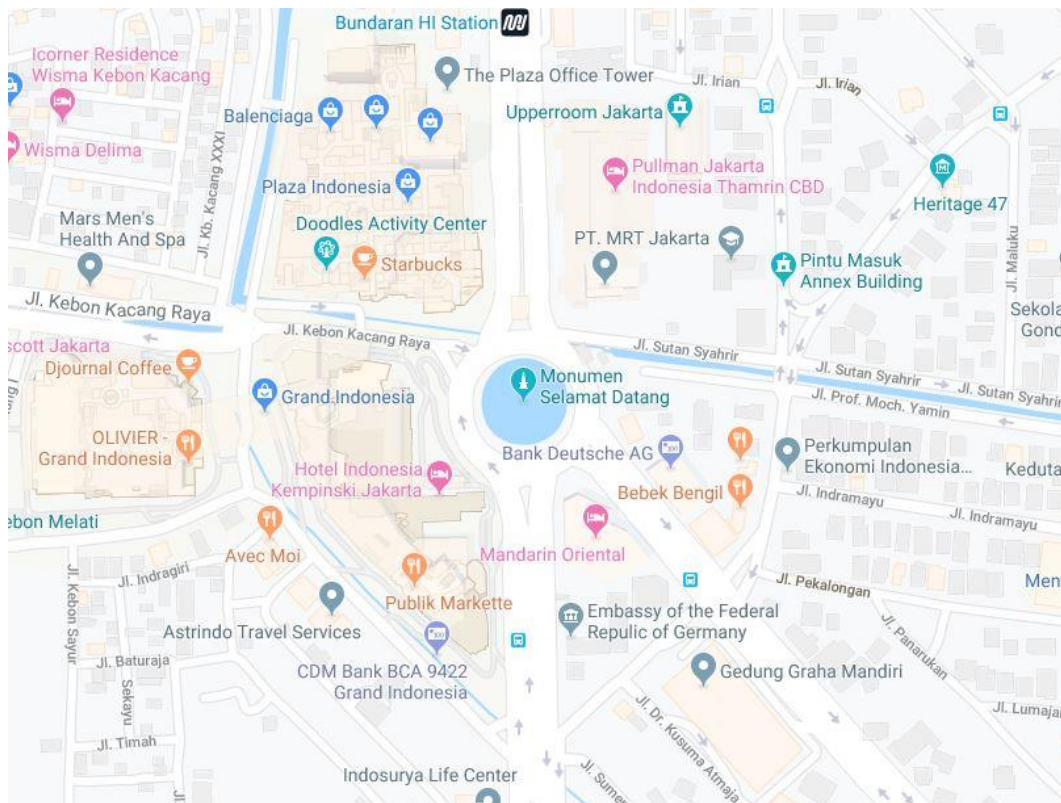 Bundaran HI Station
Icorner Residence
Wisma Kebon Kacang
The Plaza Office Tower
Jl. Irian
Jl. Irian
Balenciaga
Upperroom Jakarta
Wisma Delima
Jl. Kb. Kacang XXXI
Plaza Indonesia
Pullman Jakarta
Indonesia Thamrin CBD
Heritage 47
Mars Men's
Health And Spa
Doodles Activity Center
PT. MRT Jakarta
Jl. Maluku
Starbucks
Pintu Masuk
Annex Building
Jl. Kebon Kacang Raya
Sekola
Gond
Jl. Kebon Kacang Raya
Jl. Sutan Syahrir
scott Jakarta
Djournal Coffee
Monumen
Selamat Datang
Jl. Sutan Syahrir
Jl. Sutan Syahrir
Grand Indonesia
Jl. Prof. Moch. Yamin
OLIVIER -
Grand Indonesia
Bank Deutsche AG
Perkumpulan
Ekonomi Indonesia...
Keduta
Hotel Indonesia
Kempinski Jakarta
Bebek Bengil
Jl. Indramayu
Jl. Indramayu
ebon Melati
Avec Moi
Mandarin Oriental
Jl. Indragiri
Jl. Pekalongan
Men
Jl. Kebon Sayur
Publik Markette
Embassy of the Federal
Repulic of Germany
Astrindo Travel Services
Jl. Panarukan
Jl. Baturaja
CDM Bank BCA 9422
Grand Indonesia
Gedung Graha Mandiri
Sekayu
Jl. Lumaja
Jl. Timah
Jl. Dr. Kusuma Atmaja
Indosurya Life Center
Jl. Sume